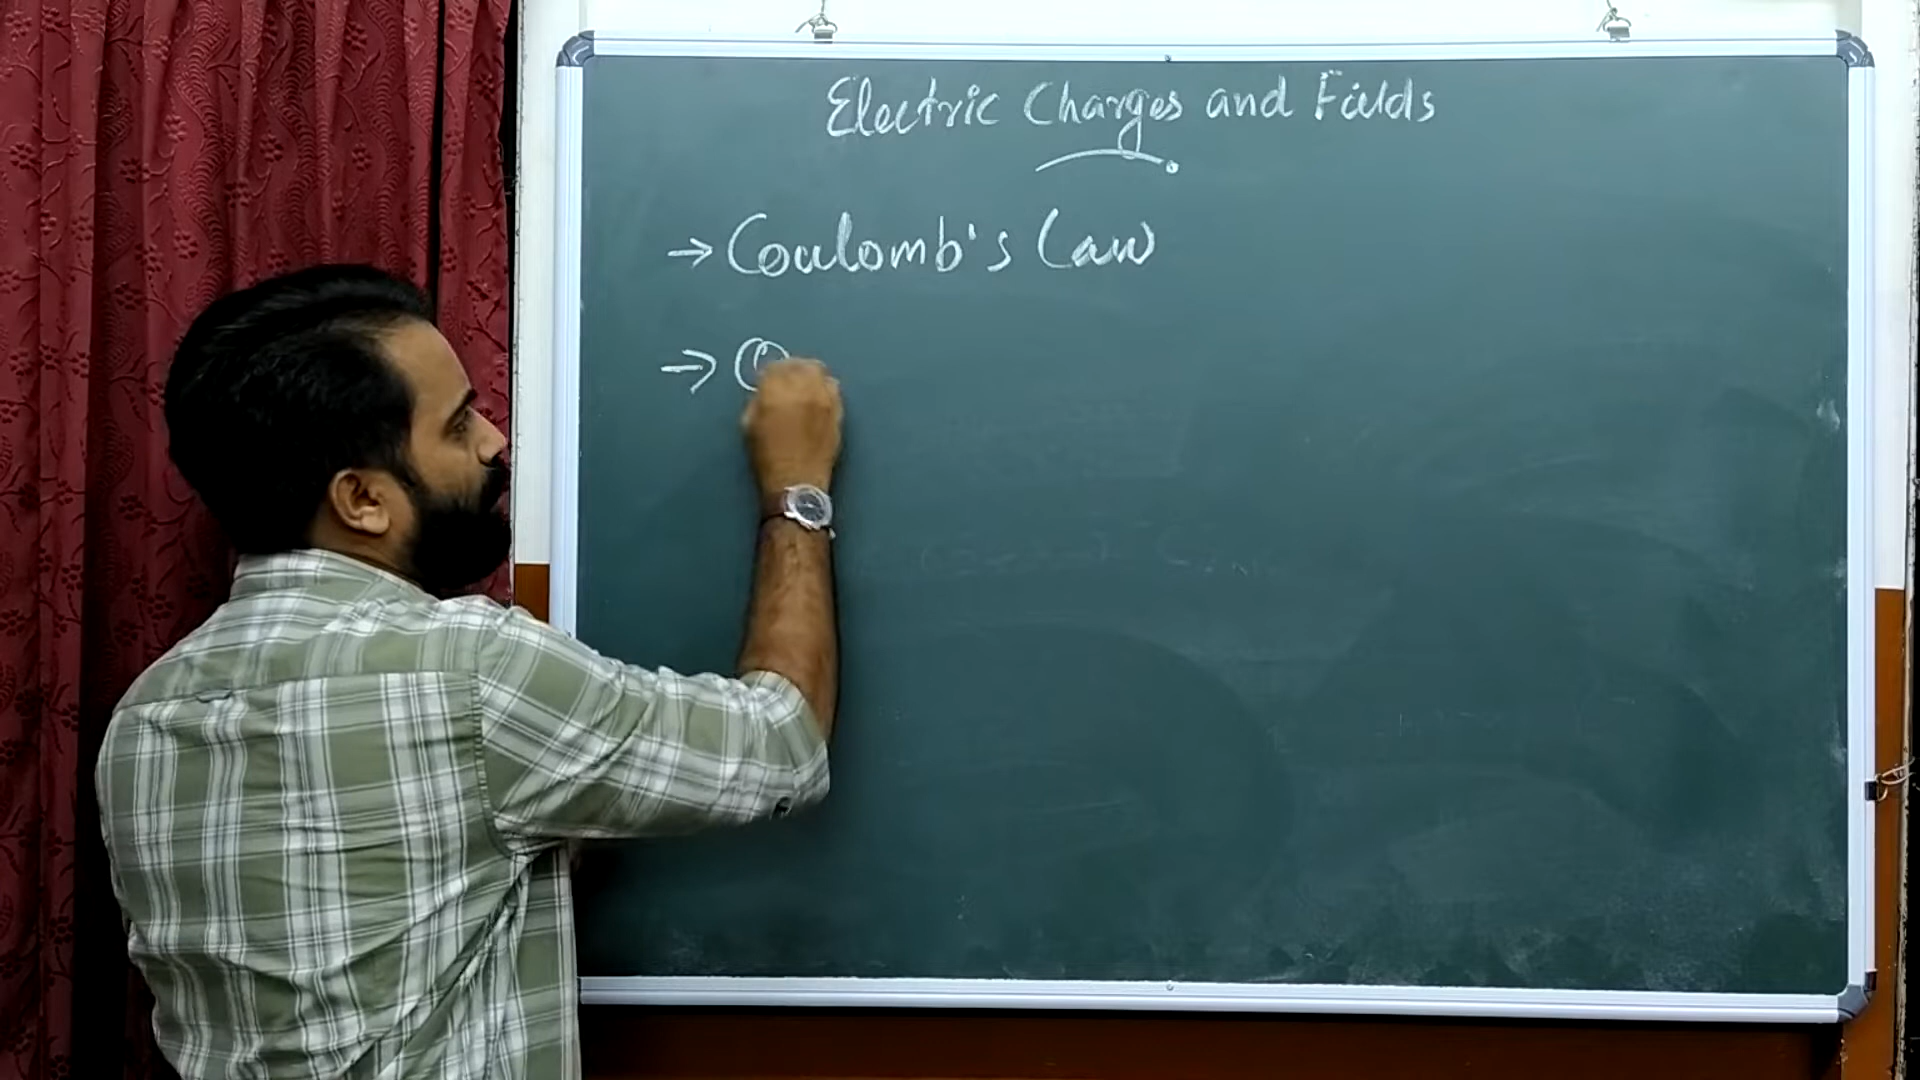 Electric Charges and Fields
→ Coulomb's Law
→